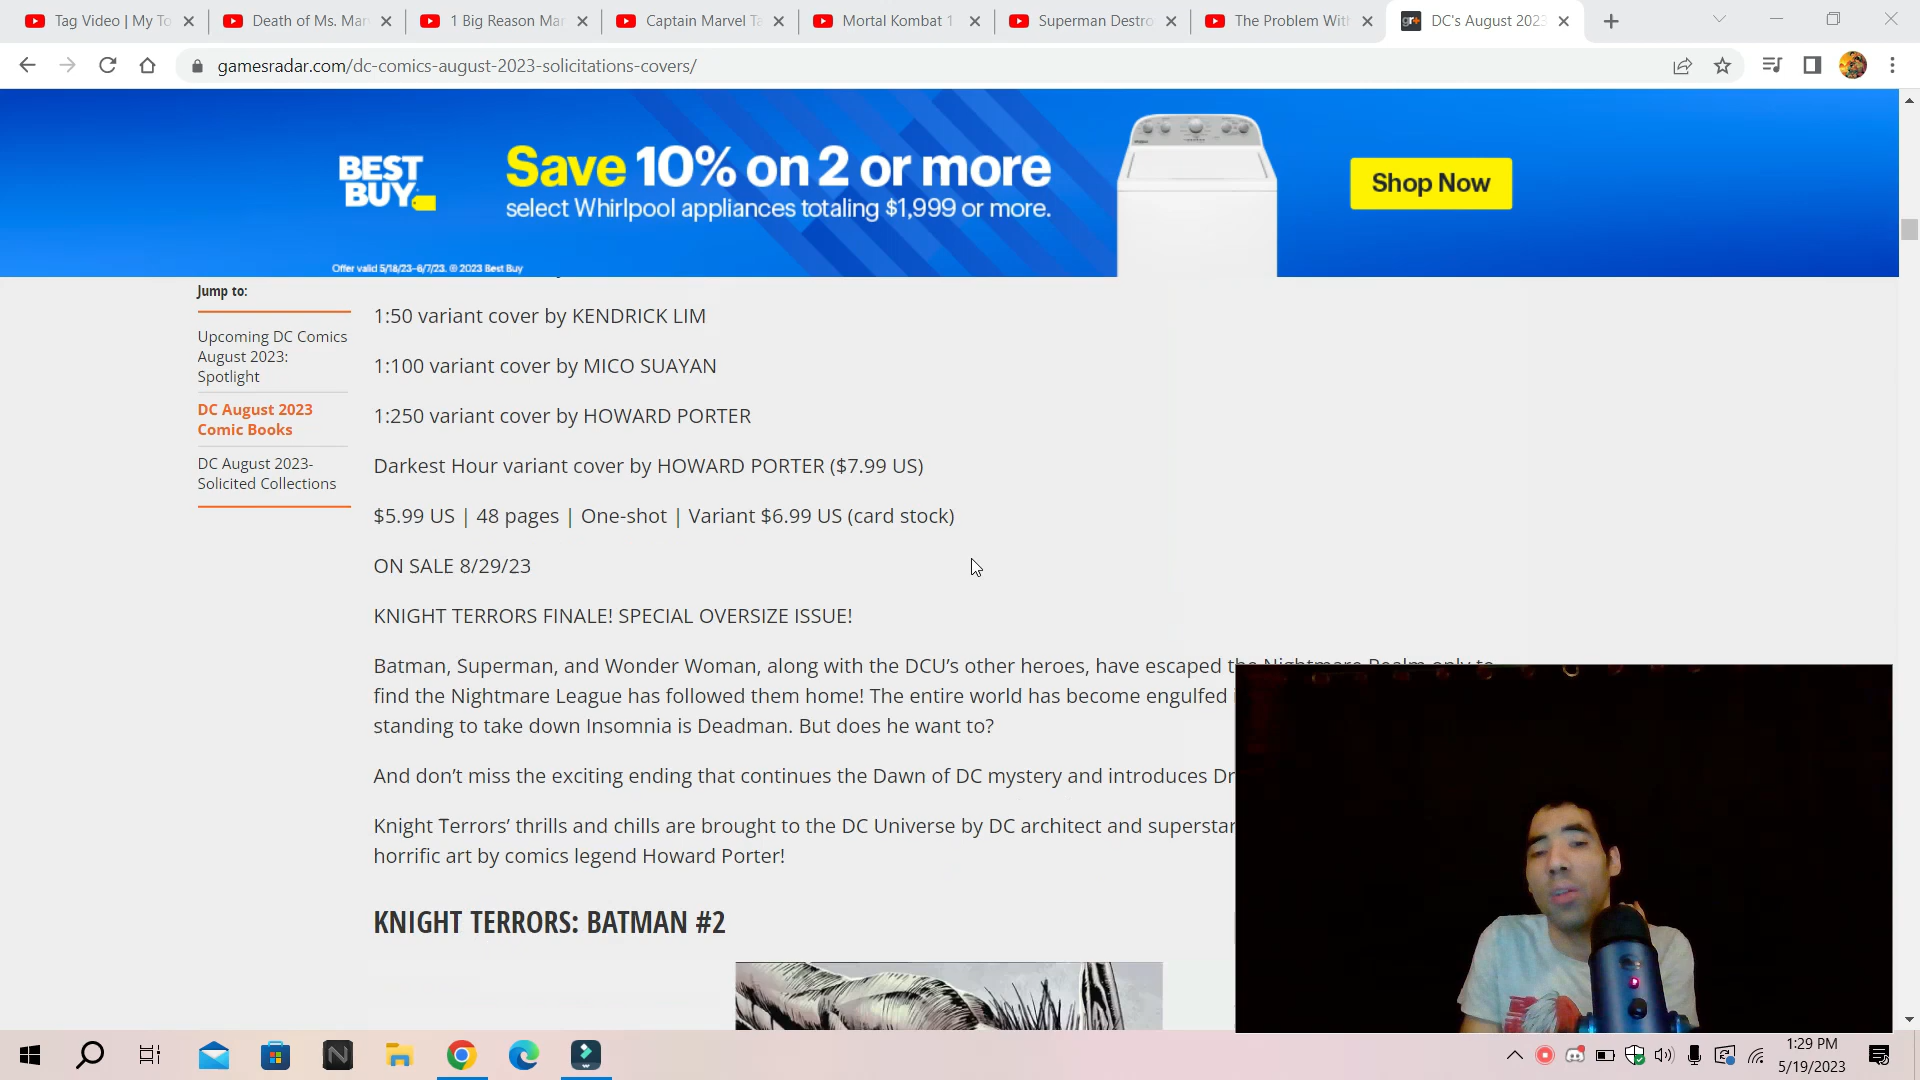 Tag Video | My To
Death of Ms. Mar
1 Big Reason Mar
Captain Marvel Ta
Mortal Kombat 1
Superman Destro
The Problem With
gr+
DC's August 2023
gamesradar.com/dc-comics-august-2023-solicitations-covers/
BEST
BUY
Save 10% on 2 or more
select Whirlpool appliances totaling $1,999 or more.
Shop Now
Offer valid 5/18/23-6/7/23. © 2023 Best Buy
Jump to:
Upcoming DC Comics
August 2023:
Spotlight
DC August 2023
Comic Books
DC August 2023-
Solicited Collections
1:50 variant cover by KENDRICK LIM
1:100 variant cover by MICO SUAYAN
1:250 variant cover by HOWARD PORTER
Darkest Hour variant cover by HOWARD PORTER ($7.99 US)
$5.99 US | 48 pages | One-shot | Variant $6.99 US (card stock)
ON SALE 8/29/23
KNIGHT TERRORS FINALE! SPECIAL OVERSIZE ISSUE!
Batman, Superman, and Wonder Woman, along with the DCU's other heroes, have escaped the Nightmare Realm only to
find the Nightmare League has followed them home! The entire world has become engulfed
standing to take down Insomnia is Deadman. But does he want to?
And don't miss the exciting ending that continues the Dawn of DC mystery and introduces Dr
Knight Terrors' thrills and chills are brought to the DC Universe by DC architect and superstar
horrific art by comics legend Howard Porter!
KNIGHT TERRORS: BATMAN #2
1:29 PM
5/19/2023